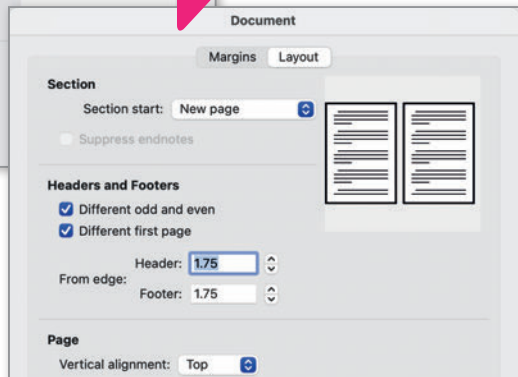 Document
Margins Layout
Section
Section start: New page
Suppress endnotes
Headers and Footers
Different odd and even
Different first page
Header: 1.75
From edge:
Footer: 1.75
Page
Vertical alignment: Top